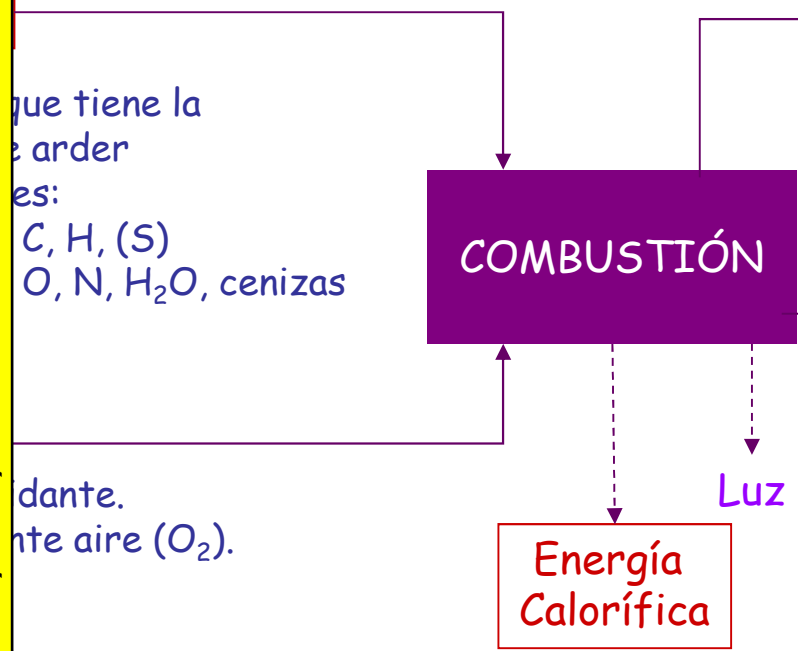 que tiene la
arder
es:
C, H, (S)
O, N, H₂O, cenizas
COMBUSTIÓN
dante.
nte aire (O₂).
Luz
Energía
Calorífica